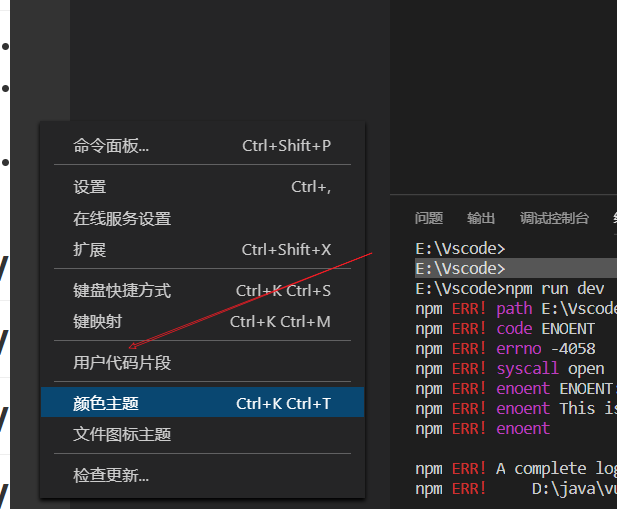 命令面板... Ctrl+Shift+P
设置 Ctrl+,
在线服务设置
扩展 Ctrl+Shift+X
键盘快捷方式 Ctrl+K Ctrl+S
键映射 Ctrl+K Ctrl+M
用户代码片段
颜色主题 Ctrl+K Ctrl+T
文件图标主题
检查更新...
问题 输出 调试控制台
E:\Vscode>
E:\Vscode>
E:\Vscode>npm run dev
npm ERR! path E:\Vscode
npm ERR! code ENOENT
npm ERR! errno -4058
npm ERR! syscall open
npm ERR! enoent ENOENT:
npm ERR! enoent This is
npm ERR! enoent
npm ERR! A complete log
npm ERR! D:\java\vu